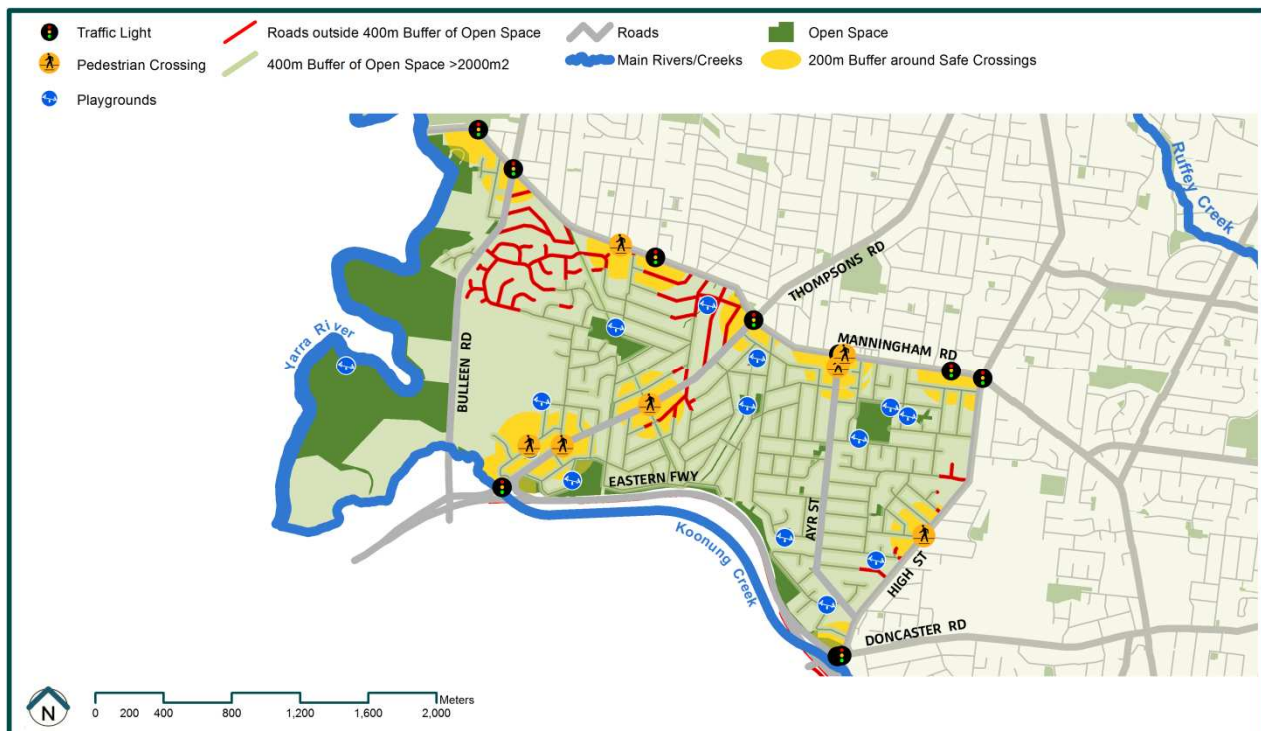 Traffic Light
Roads outside 400m Buffer of Open Space
Roads
Open Space
Pedestrian Crossing
400m Buffer of Open Space >2000m2
Main Rivers/Creeks
200m Buffer around Safe Crossings
Playgrounds
Ruffey Creek
THOMPSONS RD
Yarra River
BULLEEN RD
MANNINGHAM RD
EASTERN FWY
AYR ST
Koonung Creek
HIGH ST
DONCASTER RD
N
Meters
0 200 400 800 1,200 1,600 2,000